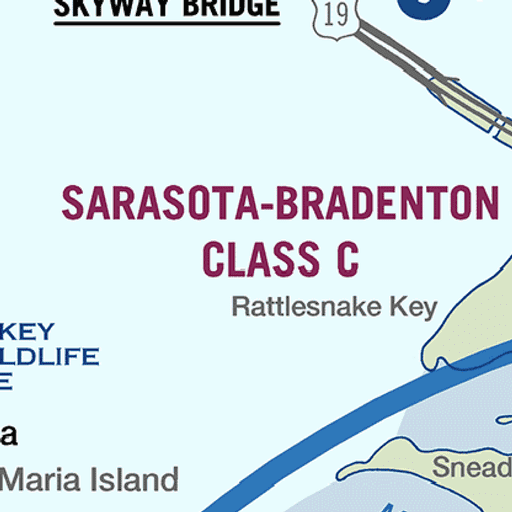 SKYWAY BRIDGE
19
SARASOTA-BRADENTON
CLASS C
Rattlesnake Key
KEY
LDLIFE
E
a
Maria Island
Snead